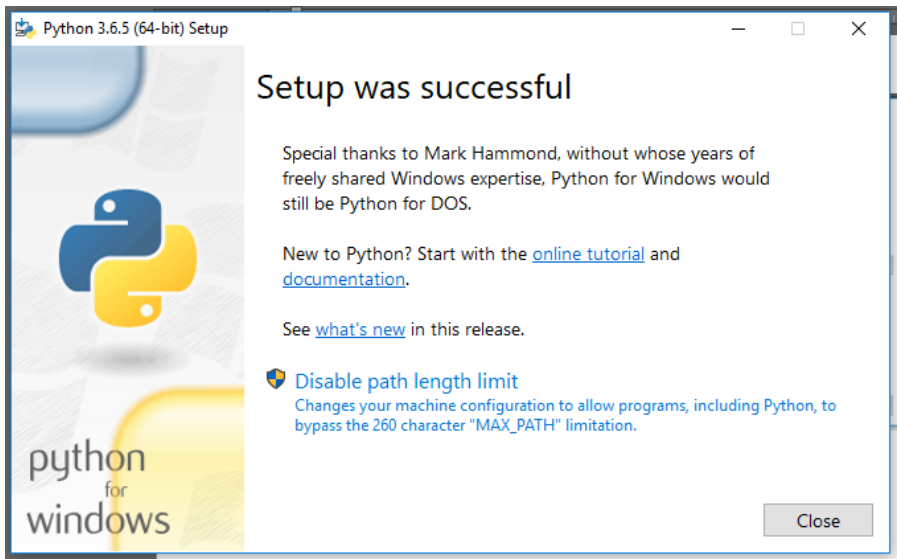 Python 3.6.5 (64-bit) Setup
Setup was successful
Special thanks to Mark Hammond, without whose years of
freely shared Windows expertise, Python for Windows would
still be Python for DOS.
New to Python? Start with the online tutorial and
documentation.
See what's new in this release.
Disable path length limit
Changes your machine configuration to allow programs, including Python, to
bypass the 260 character "MAX_PATH" limitation.
python
for
windows
Close